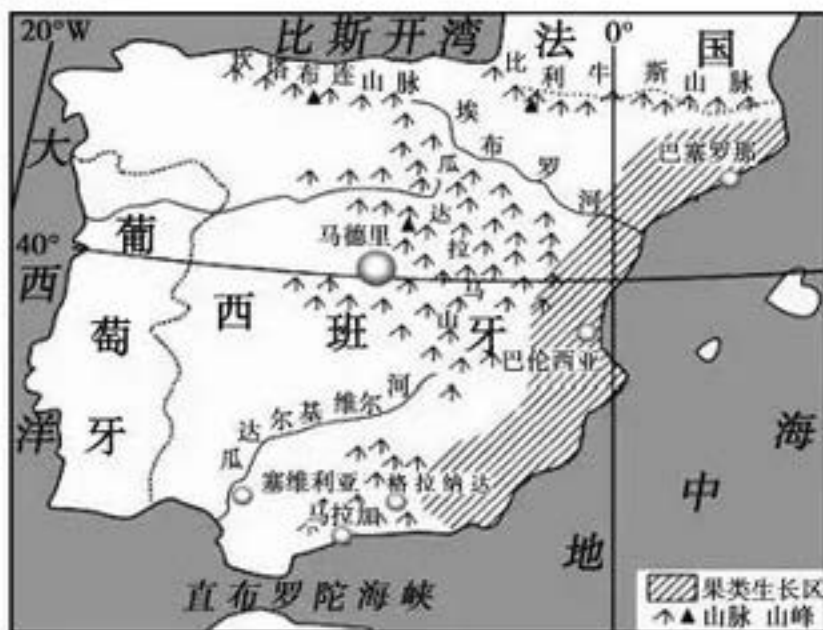 20°W
比斯开湾
法国
0°
坎塔布连山脉
比利牛斯山脉
埃布罗河
巴塞罗那
大西洋
葡萄牙
40°
马德里
瓜达拉马山
西班牙
巴伦西亚
瓜达尔基维尔河
塞维利亚
格拉纳达
马拉加
地中海
直布罗陀海峡
果类生长区
山脉 山峰